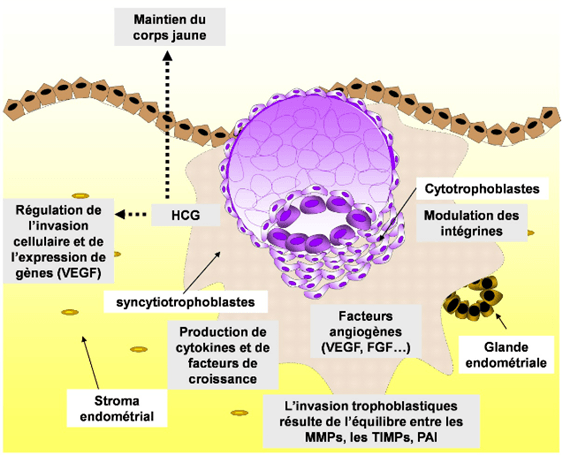 Maintien du
corps jaune
Cytotrophoblastes
Régulation de
l'invasion
cellulaire et de
l'expression de
gènes (VEGF)
HCG
Modulation des
intégrines
syncytiotrophoblastes
Production de
cytokines et de
facteurs de
croissance
Facteurs
angiogènes
(VEGF, FGF…)
Glande
endométriale
Stroma
endométrial
L'invasion trophoblastiques
résulte de l'équilibre entre les
MMPs, les TIMPs, PAI